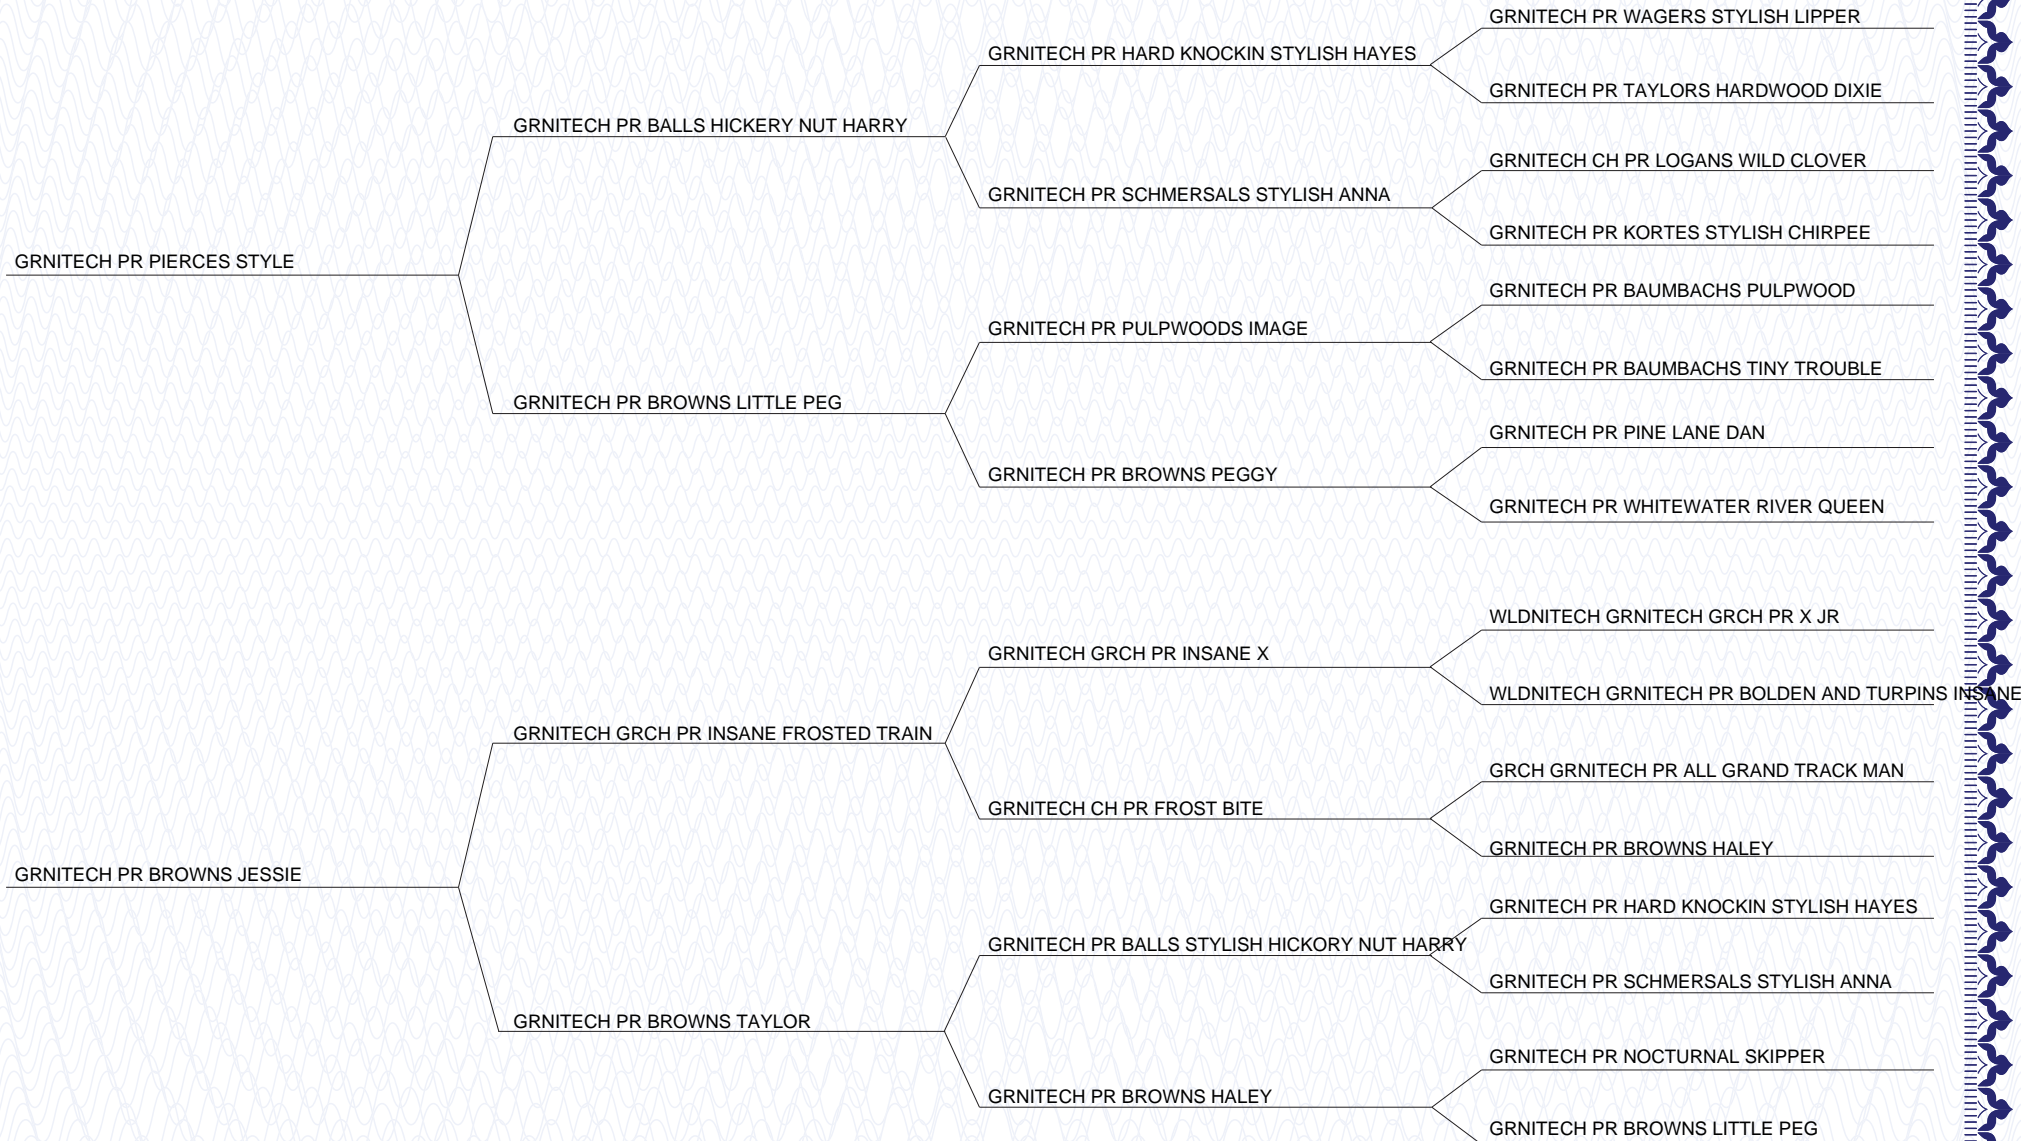 GRNITECH PR WAGERS STYLISH LIPPER
GRNITECH PR HARD KNOCKIN STYLISH HAYES
GRNITECH PR TAYLORS HARDWOOD DIXIE
GRNITECH PR BALLS HICKERY NUT HARRY
GRNITECH CH PR LOGANS WILD CLOVER
GRNITECH PR SCHMERSALS STYLISH ANNA
GRNITECH PR KORTES STYLISH CHIRPEE
GRNITECH PR PIERCES STYLE
GRNITECH PR BAUMBACHS PULPWOOD
GRNITECH PR PULPWOODS IMAGE
GRNITECH PR BAUMBACHS TINY TROUBLE
GRNITECH PR BROWNS LITTLE PEG
GRNITECH PR PINE LANE DAN
GRNITECH PR BROWNS PEGGY
GRNITECH PR WHITEWATER RIVER QUEEN
WLDNITECH GRNITECH GRCH PR X JR
GRNITECH GRCH PR INSANE X
WLDNITECH GRNITECH PR BOLDEN AND TURPINS INSANE
GRNITECH GRCH PR INSANE FROSTED TRAIN
GRCH GRNITECH PR ALL GRAND TRACK MAN
GRNITECH CH PR FROST BITE
GRNITECH PR BROWNS HALEY
GRNITECH PR BROWNS JESSIE
GRNITECH PR HARD KNOCKIN STYLISH HAYES
GRNITECH PR BALLS STYLISH HICKORY NUT HARRY
GRNITECH PR SCHMERSALS STYLISH ANNA
GRNITECH PR BROWNS TAYLOR
GRNITECH PR NOCTURNAL SKIPPER
GRNITECH PR BROWNS HALEY
GRNITECH PR BROWNS LITTLE PEG